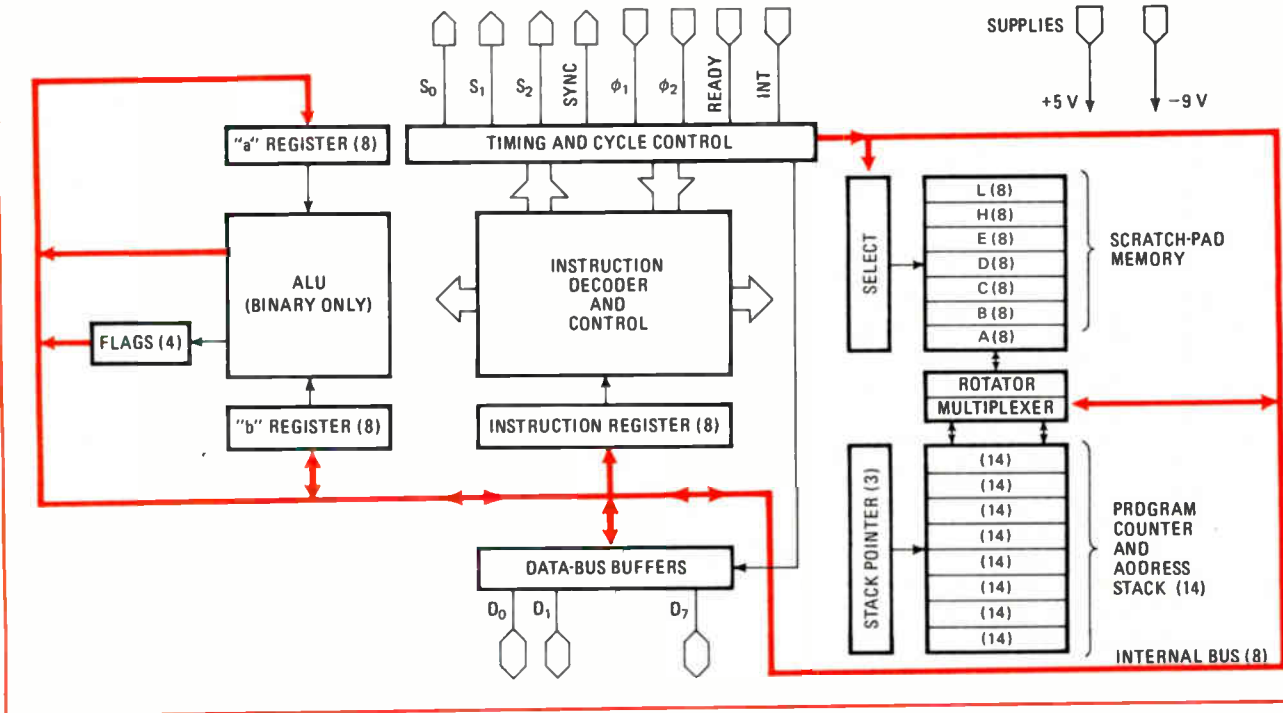 S₀
S₁
S₂
SYNC
ϕ₁
ϕ₂
READY
INT
SUPPLIES
+5 V
−9 V
"a" REGISTER (8)
TIMING AND CYCLE CONTROL
ALU
(BINARY ONLY)
FLAGS (4)
"b" REGISTER (8)
INSTRUCTION
DECODER
AND
CONTROL
INSTRUCTION REGISTER (8)
DATA-BUS BUFFERS
D₀
D₁
D₇
SELECT
L (8)
H (8)
E (8)
D (8)
C (8)
B (8)
A (8)
SCRATCH-PAD
MEMORY
ROTATOR
MULTIPLEXER
STACK POINTER (3)
(14)
(14)
(14)
(14)
(14)
(14)
(14)
(14)
PROGRAM
COUNTER
AND
ADDRESS
STACK (14)
INTERNAL BUS (8)